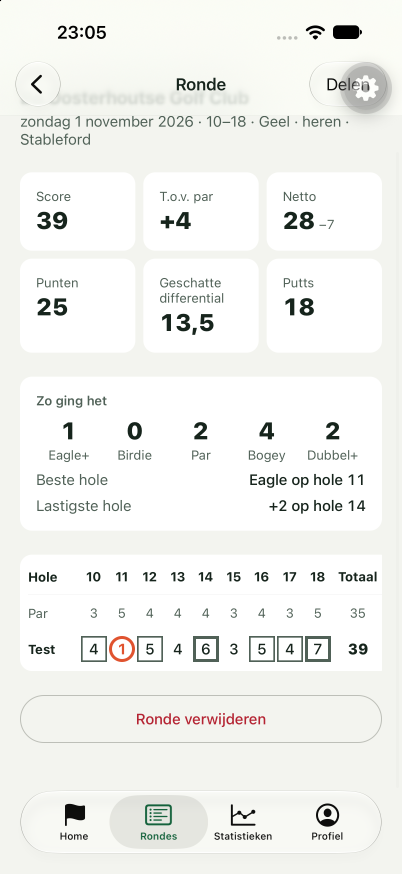 23:05
Ronde
Delen
Oosterhoutse Golf Club
zondag 1 november 2026 · 10–18 · Geel · heren ·
Stableford
Score
39
T.o.v. par
+4
Netto
28 −7
Punten
25
Geschatte
differential
13,5
Putts
18
Zo ging het
1 0 2 4 2
Eagle+ Birdie Par Bogey Dubbel+
Beste hole Eagle op hole 11
Lastigste hole +2 op hole 14
Hole 10 11 12 13 14 15 16 17 18 Totaal
Par 3 5 4 4 4 3 4 3 5 35
Test 4 1 5 4 6 3 5 4 7 39
Ronde verwijderen
Home Rondes Statistieken Profiel